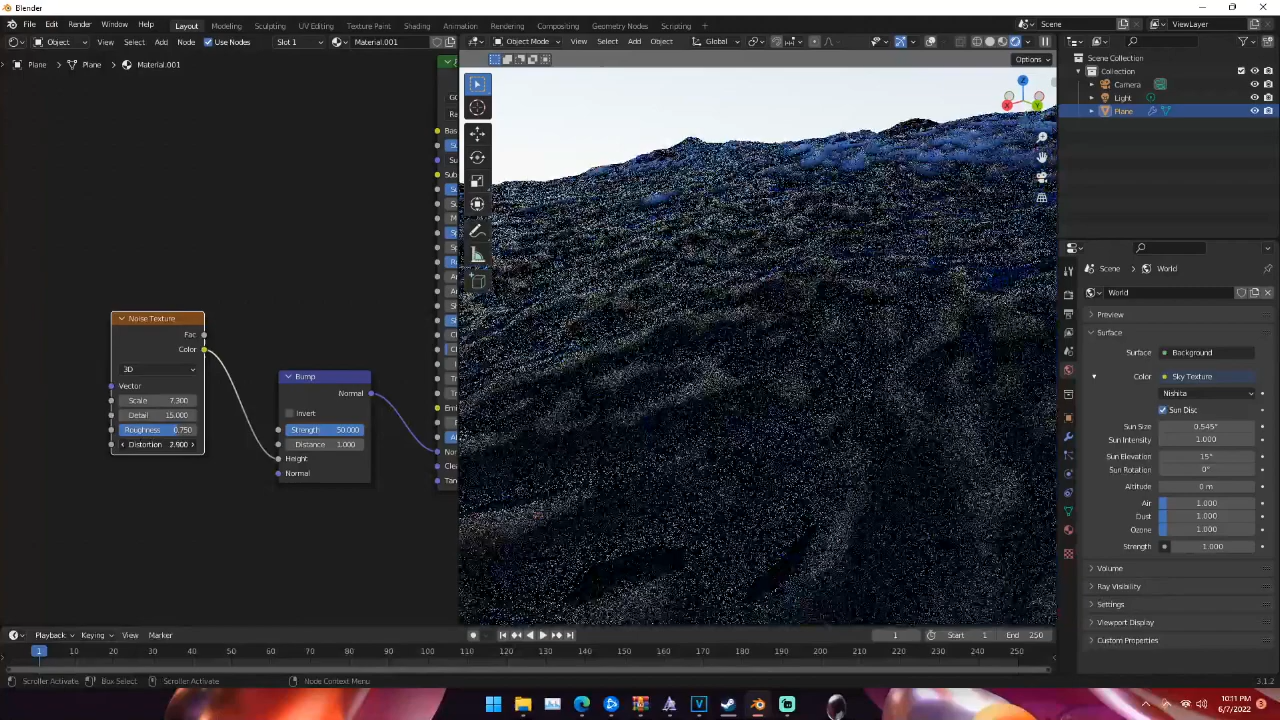 Blender
File Edit Render Window Help Layout Modeling Sculpting UV Editing Texture Paint Shading Animation Rendering Compositing Geometry Nodes Scripting + Scene ViewLayer
Object View Select Add Node Use Nodes Slot 1 Material.001 Object Mode View Select Add Object Global
Plane > Plane > Material.001 Options
Scene Collection
Collection
Camera
Light
Plane
X Y Z
Noise Texture
Fac
Color
3D
Vector
Scale 7.300
Detail 15.000
Roughness 0.750
Distortion 2.900
Bump
Normal
Invert
Strength 50.000
Distance 1.000
Height
Normal
Scene > World
World
Preview
Surface
Surface Background
Color Sky Texture
Nishita
Sun Disc
Sun Size 0.545°
Sun Intensity 1.000
Sun Elevation 15°
Sun Rotation 0°
Altitude 0 m
Air 1.000
Dust 1.000
Ozone 1.000
Strength 1.000
Volume
Ray Visibility
Settings
Viewport Display
Custom Properties
Playback Keying View Marker 1 Start 1 End 250
1 10 20 30 40 50 60 70 80 90 100 110 120 130 140 150 160 170 180 190 200 210 220 230 240 250
Scroller Activate Box Select Scroller Activate Node Context Menu 3.1.2
10:11 PM
6/7/2022